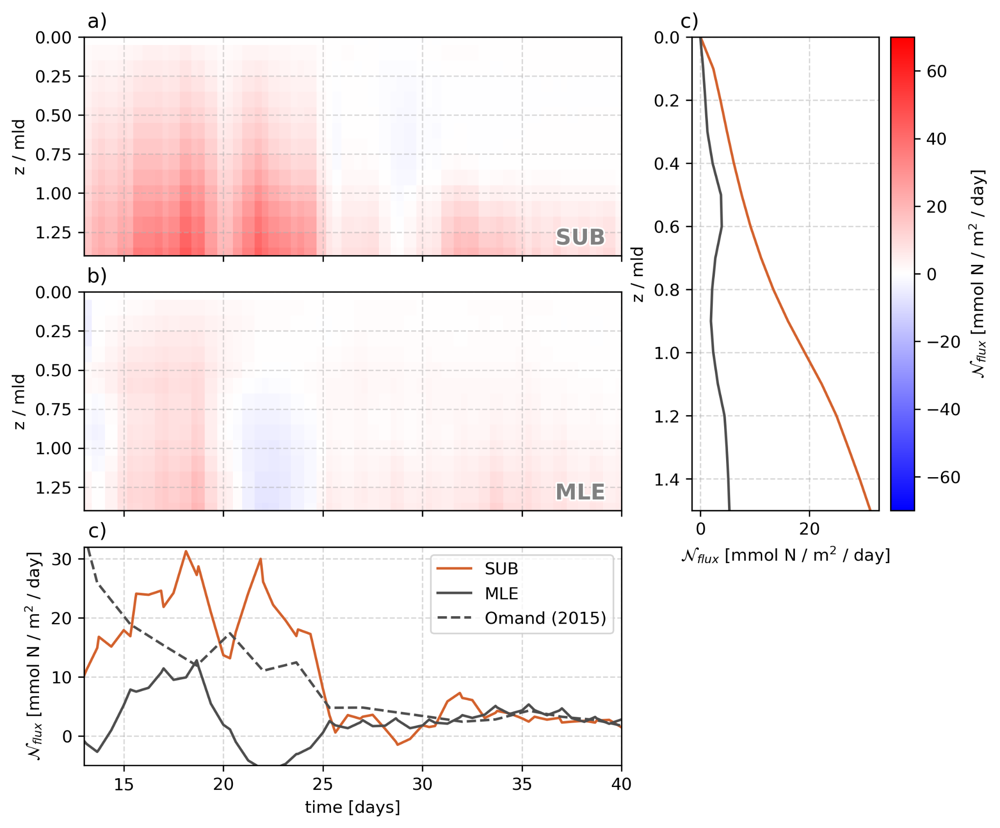 a)
0.00
0.25
0.50
0.75
1.00
1.25
z / mld
SUB
b)
0.00
0.25
0.50
0.75
1.00
1.25
z / mld
MLE
c)
30
20
10
0
𝒩flux [mmol N / m² / day]
SUB
MLE
Omand (2015)
15 20 25 30 35 40
time [days]
c)
0.0
0.2
0.4
0.6
0.8
1.0
1.2
1.4
z / mld
0 20
𝒩flux [mmol N / m² / day]
60
40
20
0
−20
−40
−60
𝒩flux [mmol N / m² / day]